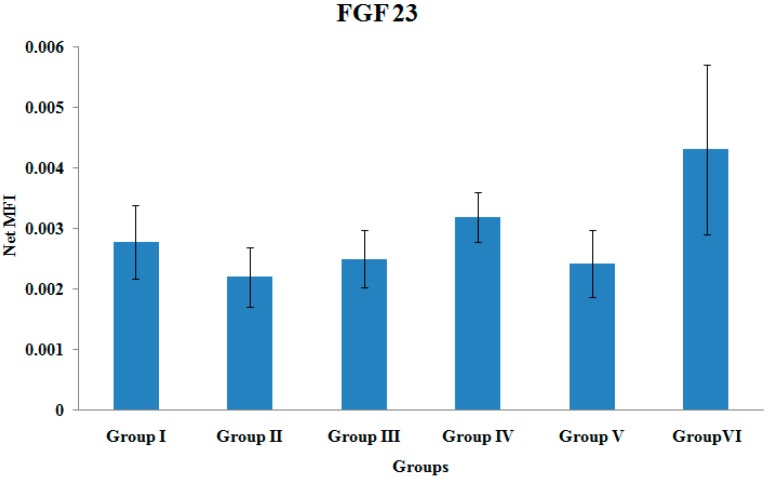 FGF 23
0.006
0.005
0.004
0.003
0.002
0.001
0
Net MFI
Group I Group II Group III Group IV Group V GroupVI
Groups